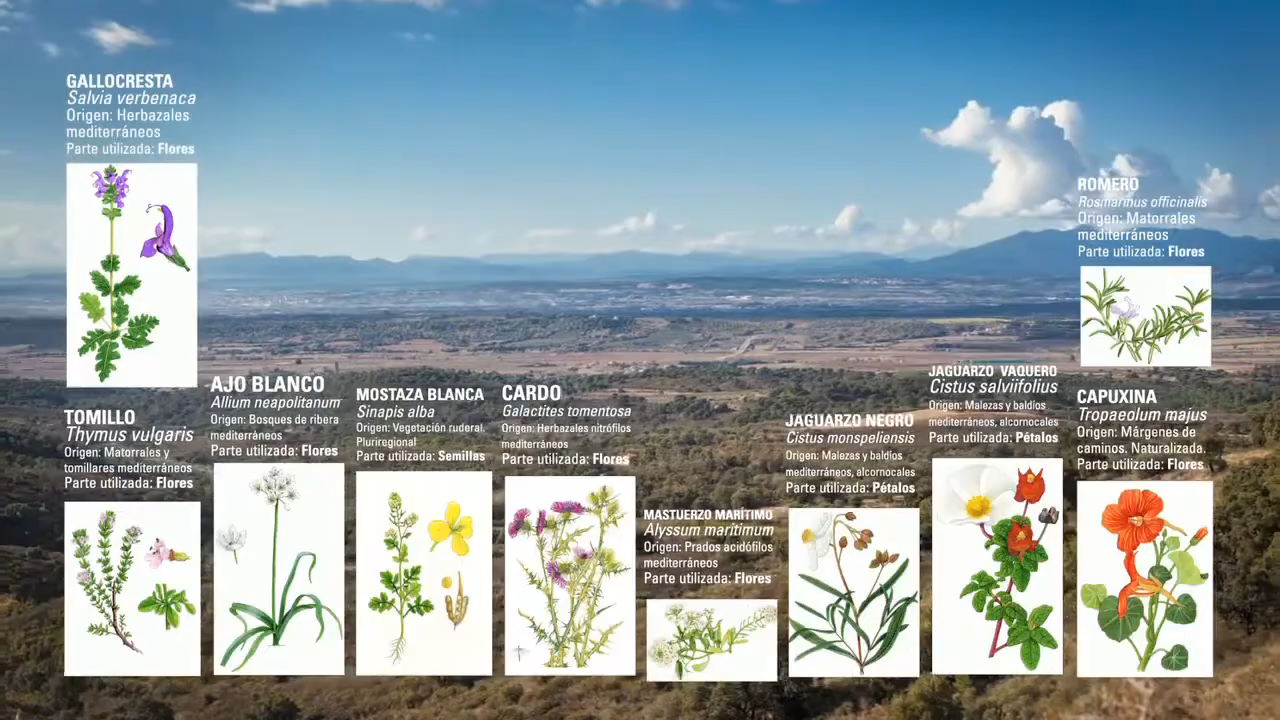 GALLOCRESTA
Salvia verbenaca
Origen: Herbazales
mediterráneos
Parte utilizada: Flores
TOMILLO
Thymus vulgaris
Origen: Matorrales y
tomillares mediterráneos
Parte utilizada: Flores
AJO BLANCO
Allium neapolitanum
Origen: Bosques de ribera
mediterráneos
Parte utilizada: Flores
MOSTAZA BLANCA
Sinapis alba
Origen: Vegetación ruderal.
Pluriregional
Parte utilizada: Semillas
CARDO
Galactites tomentosa
Origen: Herbazales nitrófilos
mediterráneos
Parte utilizada: Flores
MASTUERZO MARÍTIMO
Alyssum maritimum
Origen: Prados acidófilos
mediterráneos
Parte utilizada: Flores
JAGUARZO NEGRO
Cistus monspeliensis
Origen: Malezas y baldíos
mediterráneos, alcornocales
Parte utilizada: Pétalos
JAGUARZO VAQUERO
Cistus salviifolius
Origen: Malezas y baldíos
mediterráneos, alcornocales
Parte utilizada: Pétalos
ROMERO
Rosmarinus officinalis
Origen: Matorrales
mediterráneos
Parte utilizada: Flores
CAPUXINA
Tropaeolum majus
Origen: Márgenes de
caminos. Naturalizada.
Parte utilizada: Flores